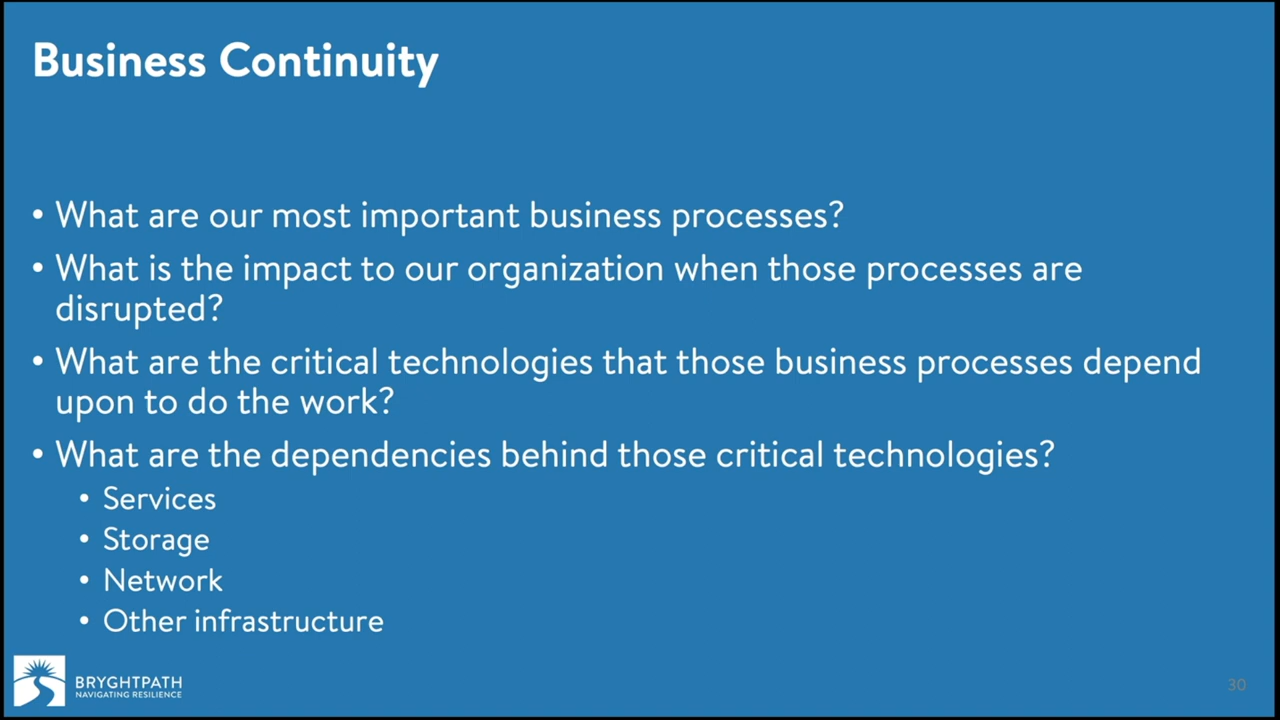 Business Continuity
• What are our most important business processes?
• What is the impact to our organization when those processes are
disrupted?
• What are the critical technologies that those business processes depend
upon to do the work?
• What are the dependencies behind those critical technologies?
• Services
• Storage
• Network
• Other infrastructure
BRYGHTPATH
NAVIGATING RESILIENCE
30